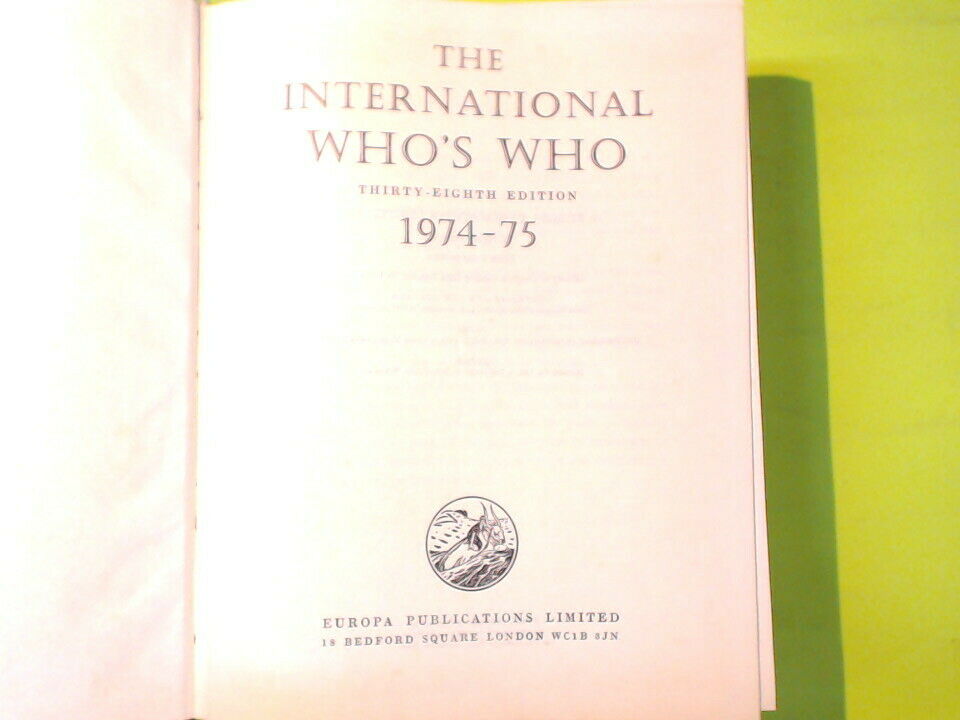 THE
INTERNATIONAL
WHO'S WHO
THIRTY-EIGHTH EDITION
1974-75
EUROPA PUBLICATIONS LIMITED
18 BEDFORD SQUARE LONDON WC1B 3JN